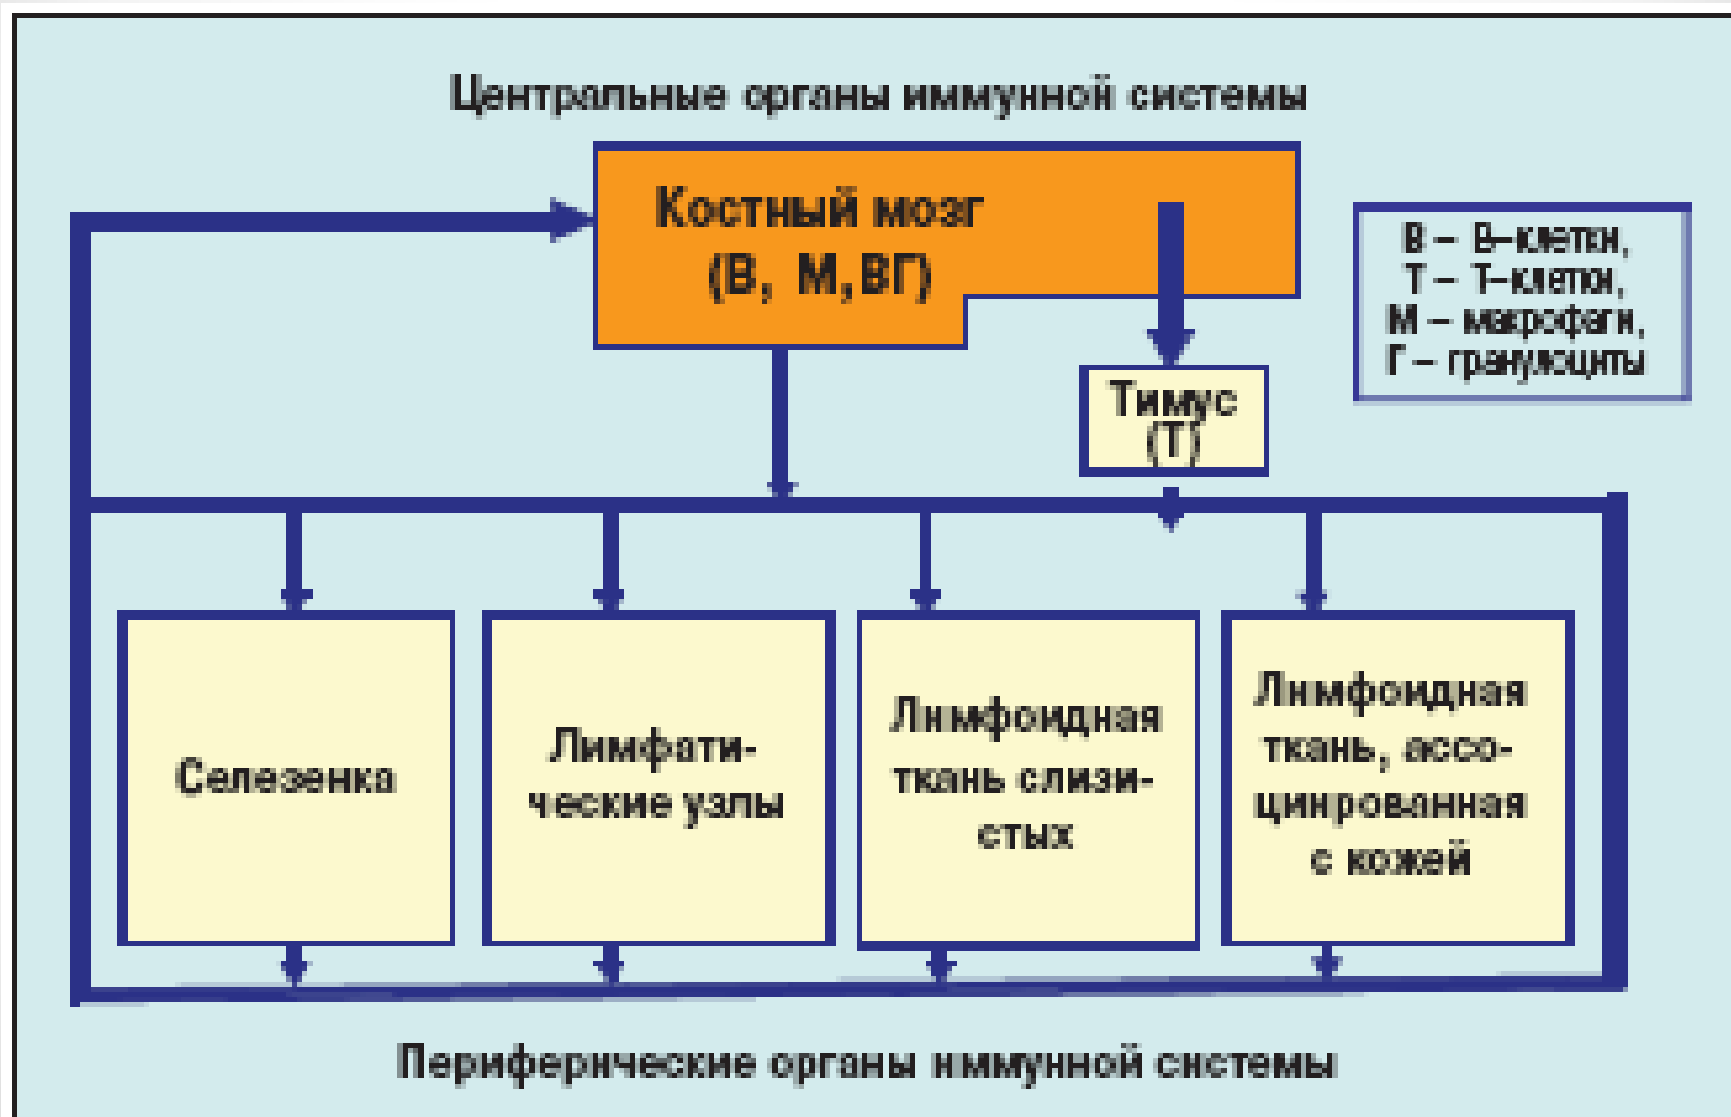 Центральные органы иммунной системы
Костный мозг
(В, М, ВГ)
В – В–клетки,
Т – Т–клетки,
М – макрофаги,
Г – гранулоциты
Тимус
(Т)
Селезенка
Лимфати-
ческие узлы
Лимфоидная
ткань слизи-
стых
Лимфоидная
ткань, ассо-
циированная
с кожей
Периферические органы иммунной системы